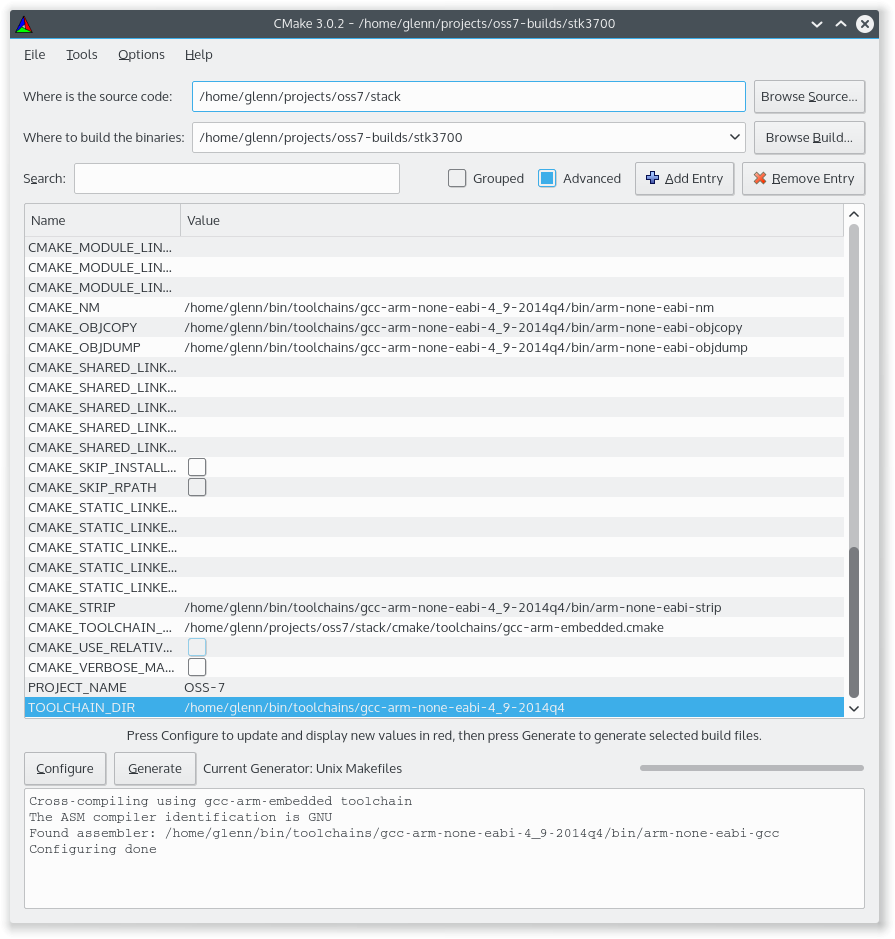 CMake 3.0.2 - /home/glenn/projects/oss7-builds/stk3700
File Tools Options Help
Where is the source code: /home/glenn/projects/oss7/stack Browse Source...
Where to build the binaries: /home/glenn/projects/oss7-builds/stk3700 Browse Build...
Search: Grouped Advanced Add Entry Remove Entry
Name Value
CMAKE_MODULE_LIN...
CMAKE_MODULE_LIN...
CMAKE_MODULE_LIN...
CMAKE_NM /home/glenn/bin/toolchains/gcc-arm-none-eabi-4_9-2014q4/bin/arm-none-eabi-nm
CMAKE_OBJCOPY /home/glenn/bin/toolchains/gcc-arm-none-eabi-4_9-2014q4/bin/arm-none-eabi-objcopy
CMAKE_OBJDUMP /home/glenn/bin/toolchains/gcc-arm-none-eabi-4_9-2014q4/bin/arm-none-eabi-objdump
CMAKE_SHARED_LINK...
CMAKE_SHARED_LINK...
CMAKE_SHARED_LINK...
CMAKE_SHARED_LINK...
CMAKE_SHARED_LINK...
CMAKE_SKIP_INSTALL...
CMAKE_SKIP_RPATH
CMAKE_STATIC_LINKE...
CMAKE_STATIC_LINKE...
CMAKE_STATIC_LINKE...
CMAKE_STATIC_LINKE...
CMAKE_STATIC_LINKE...
CMAKE_STRIP /home/glenn/bin/toolchains/gcc-arm-none-eabi-4_9-2014q4/bin/arm-none-eabi-strip
CMAKE_TOOLCHAIN_... /home/glenn/projects/oss7/stack/cmake/toolchains/gcc-arm-embedded.cmake
CMAKE_USE_RELATIV...
CMAKE_VERBOSE_MA...
PROJECT_NAME OSS-7
TOOLCHAIN_DIR /home/glenn/bin/toolchains/gcc-arm-none-eabi-4_9-2014q4
Press Configure to update and display new values in red, then press Generate to generate selected build files.
Configure Generate Current Generator: Unix Makefiles
Cross-compiling using gcc-arm-embedded toolchain
The ASM compiler identification is GNU
Found assembler: /home/glenn/bin/toolchains/gcc-arm-none-eabi-4_9-2014q4/bin/arm-none-eabi-gcc
Configuring done